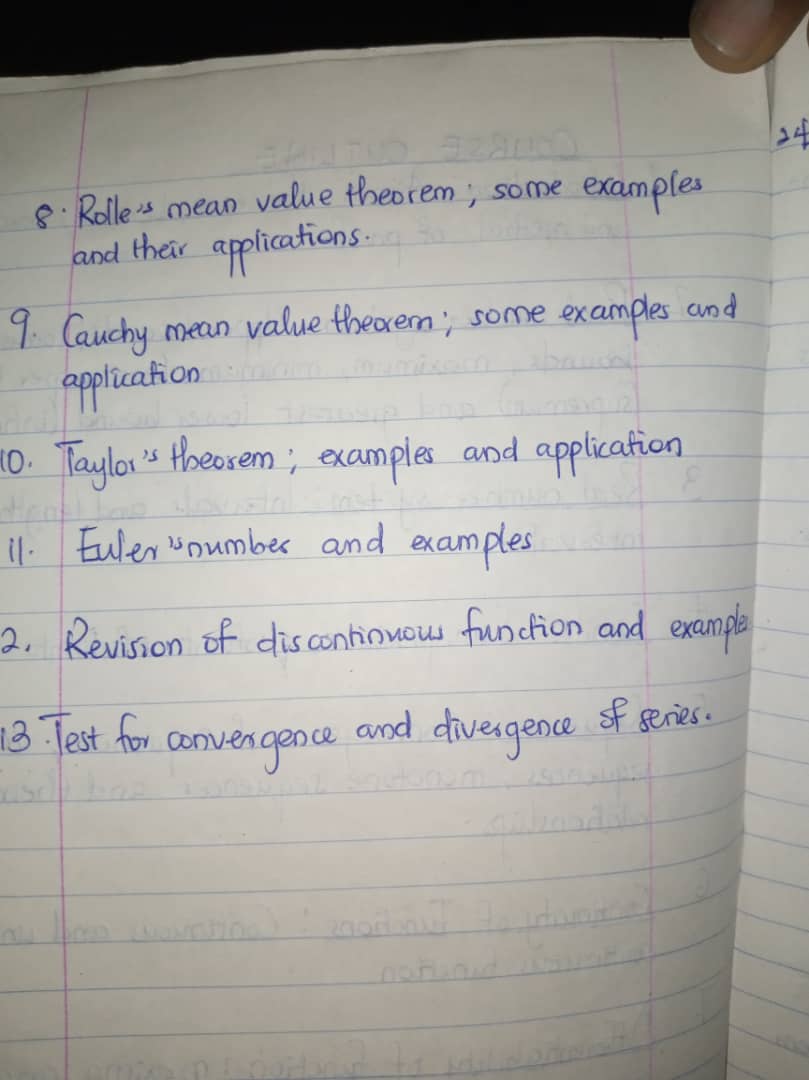 24
8. Rolle's mean value theorem; some examples
and their applications.
9. Cauchy mean value theorem; some examples and
application
10. Taylor's theorem; examples and application
11. Euler's number and examples
2. Revision of discontinuous function and example
13. Test for convergence and divergence of series.